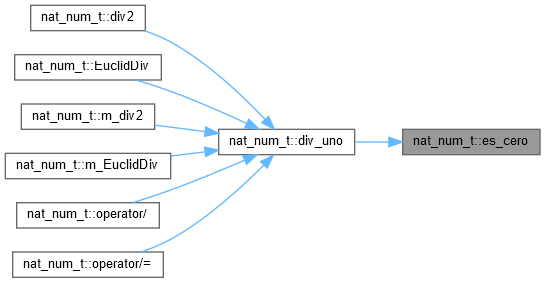 nat_num_t::div2
nat_num_t::EuclidDiv
nat_num_t::m_div2
nat_num_t::m_EuclidDiv
nat_num_t::operator/
nat_num_t::operator/=
nat_num_t::div_uno
nat_num_t::es_cero